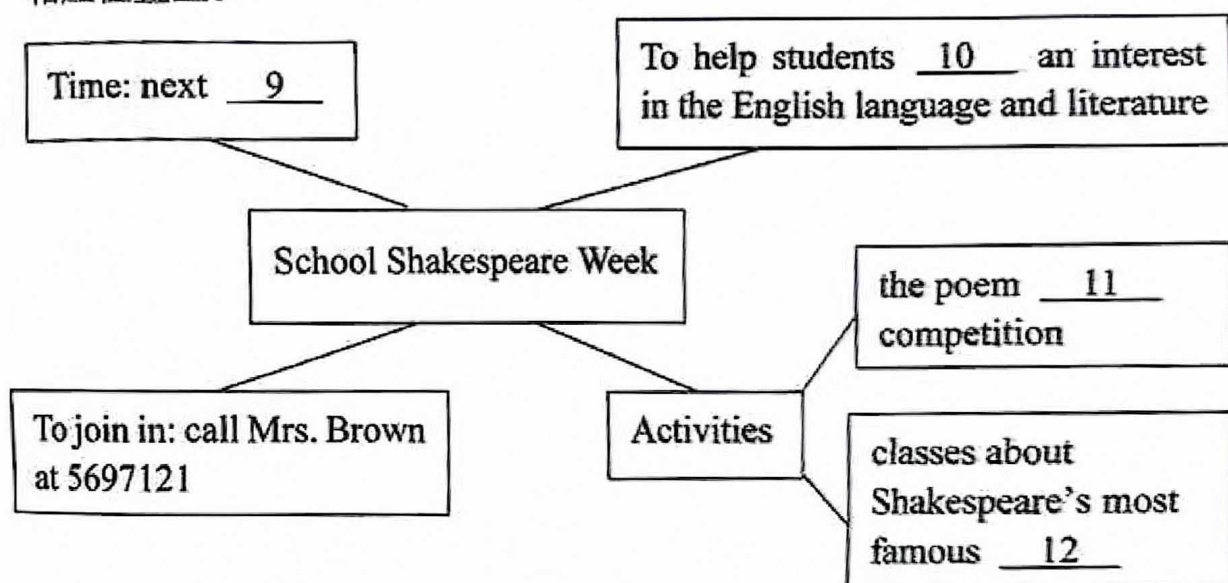 Time: next 9
To help students 10 an interest
in the English language and literature
School Shakespeare Week
the poem 11
competition
To join in: call Mrs. Brown
at 5697121
Activities
classes about
Shakespeare's most
famous 12